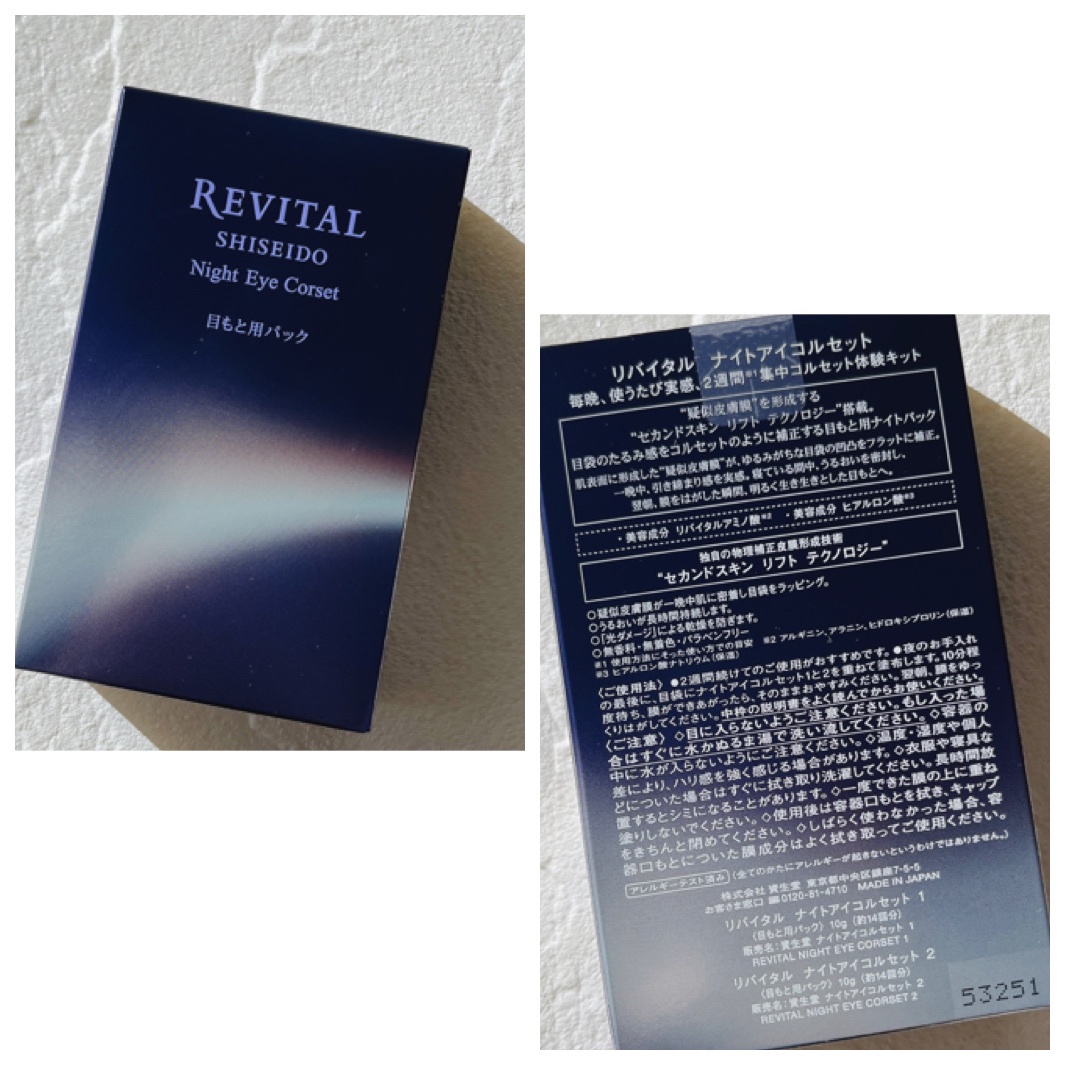 REVITAL
SHISEIDO
Night Eye Corset
目もと用パック
リバイタル ナイトアイコルセット
毎晩、使うたび実感、2週間※1集中コルセット体験キット
“疑似皮膚膜”を形成する
“セカンドスキン リフト テクノロジー”搭載。
目袋のたるみ感をコルセットのように補正する目もと用ナイトパック
肌表面に形成した“疑似皮膚膜”が、ゆるみがちな目袋の凹凸をフラットに補正。
一晩中、引き締まり感を実感。寝ている間中、うるおいを密封し、
翌朝、膜をはがした瞬間、明るく生き生きとした目もとへ。
・美容成分 リバイタルアミノ酸※2 ・美容成分 ヒアルロン酸※3
独自の物理補正皮膜形成技術
“セカンドスキン リフト テクノロジー”
○疑似皮膚膜が一晩中肌に密着し目袋をラッピング。
○うるおいが長時間持続します。
○「光ダメージ」による乾燥を防ぎます。
○無香料・無着色・パラベンフリー
※1 使用方法にそった使い方での目安 ※2 アルギニン、アラニン、ヒドロキシプロリン(保湿)
※3 ヒアルロン酸ナトリウム(保湿)
〈ご使用法〉●2週間続けてのご使用がおすすめです。●夜のお手入れ
の最後に、目袋にナイトアイコルセット1と2を重ねて塗布します。10分程
度待ち、膜ができあがったら、そのままおやすみください。翌朝、膜をゆっ
くりはがしてください。中枠の説明書をよく読んでからお使いください。
〈ご注意〉◇目に入らないようご注意ください。もし入った場
合はすぐに水かぬるま湯で洗い流してください。◇容器の
中に水が入らないようにご注意ください。◇温度・湿度や個人
差により、ハリ感を強く感じる場合があります。◇衣服や寝具な
どについた場合はすぐに拭き取り洗濯してください。長時間放
置するとシミになることがあります。◇一度できた膜の上に重ね
塗りしないでください。◇使用後は容器口もとを拭き、キャップ
をきちんと閉めてください。◇しばらく使わなかった場合、容
器口もとについた膜成分はよく拭き取ってご使用ください。
アレルギーテスト済み (全てのかたにアレルギーが起きないというわけではありません。)
株式会社 資生堂 東京都中央区銀座7-5-5
お客さま窓口 0120-81-4710 MADE IN JAPAN
リバイタル ナイトアイコルセット 1
〈目もと用パック〉 10g (約14回分)
販売名：資生堂 ナイトアイコルセット 1
REVITAL NIGHT EYE CORSET 1
リバイタル ナイトアイコルセット 2
〈目もと用パック〉 10g (約14回分)
販売名：資生堂 ナイトアイコルセット 2
REVITAL NIGHT EYE CORSET 2
53251